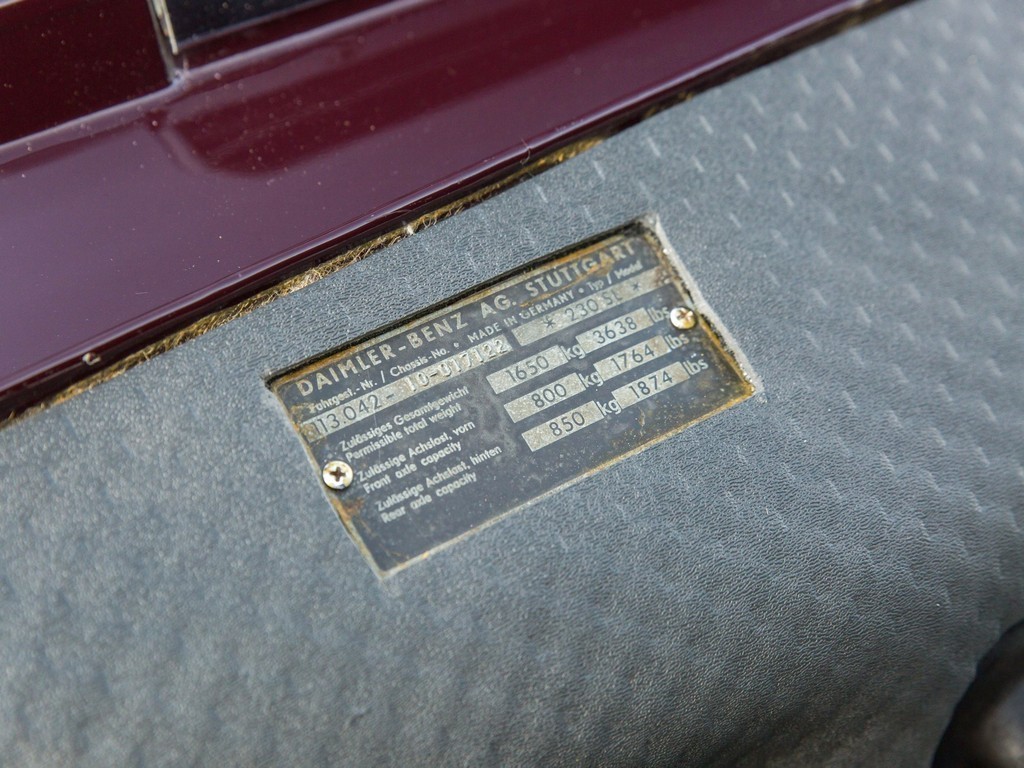 DAIMLER-BENZ AG. STUTTGART
Fahrgest.-Nr / Chassis-No. • MADE IN GERMANY • Typ / Model
113.042-10-017122 * 230 SL *
Zulässiges Gesamtgewicht
Permissible total weight 1650 kg 3638 lbs
Zulässige Achslast, vorn
Front axle capacity 800 kg 1764 lbs
Zulässige Achslast, hinten
Rear axle capacity 850 kg 1874 lbs